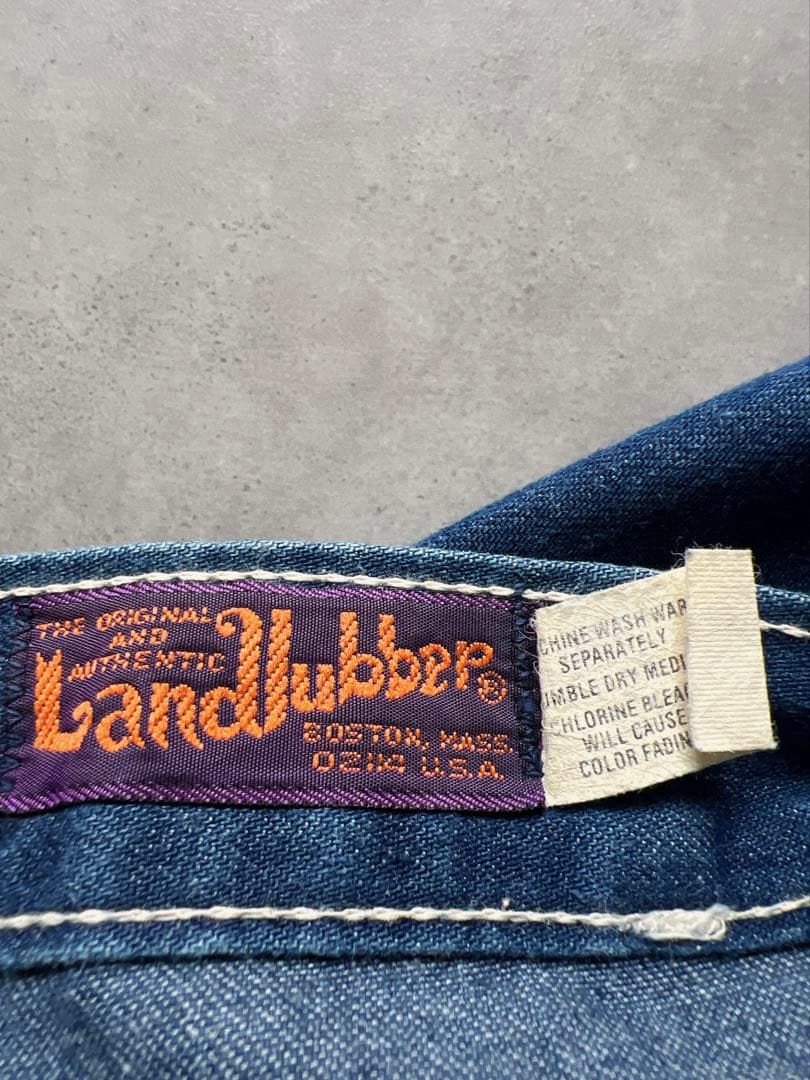 THE ORIGINAL
AND
AUTHENTIC
Landlubber®
BOSTON, MASS.
02114 U.S.A.
CHINE WASH WAR
SEPARATELY
UMBLE DRY MEDI
CHLORINE BLEA
WILL CAUSE
COLOR FADIN